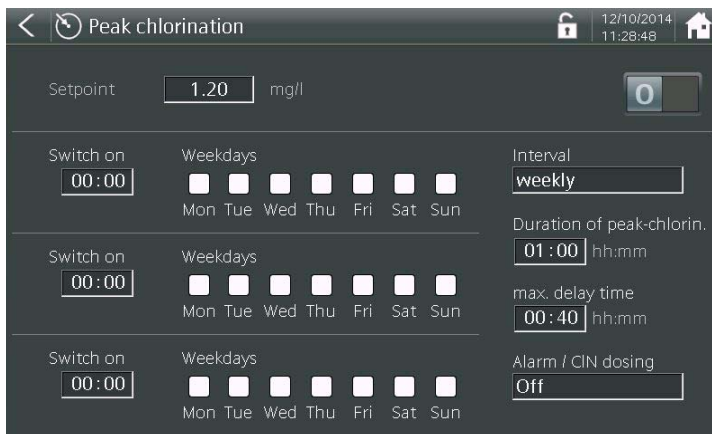 Peak chlorination
12/10/2014
11:28:48
Setpoint 1.20 mg/l
0
Switch on
00:00
Weekdays
Mon Tue Wed Thu Fri Sat Sun
Switch on
00:00
Weekdays
Mon Tue Wed Thu Fri Sat Sun
Switch on
00:00
Weekdays
Mon Tue Wed Thu Fri Sat Sun
Interval
weekly
Duration of peak-chlorin.
01:00 hh:mm
max. delay time
00:40 hh:mm
Alarm / ClN dosing
Off